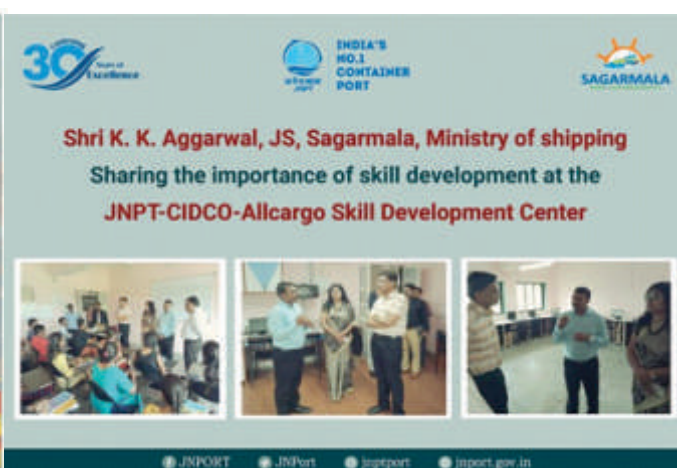 30
Years of
Excellence
INDIA'S
NO.1
CONTAINER
PORT
SAGARMALA
Shri K. K. Aggarwal, JS, Sagarmala, Ministry of shipping
Sharing the importance of skill development at the
JNPT-CIDCO-Allcargo Skill Development Center
JNPORT JNPort jnptport jnport.gov.in